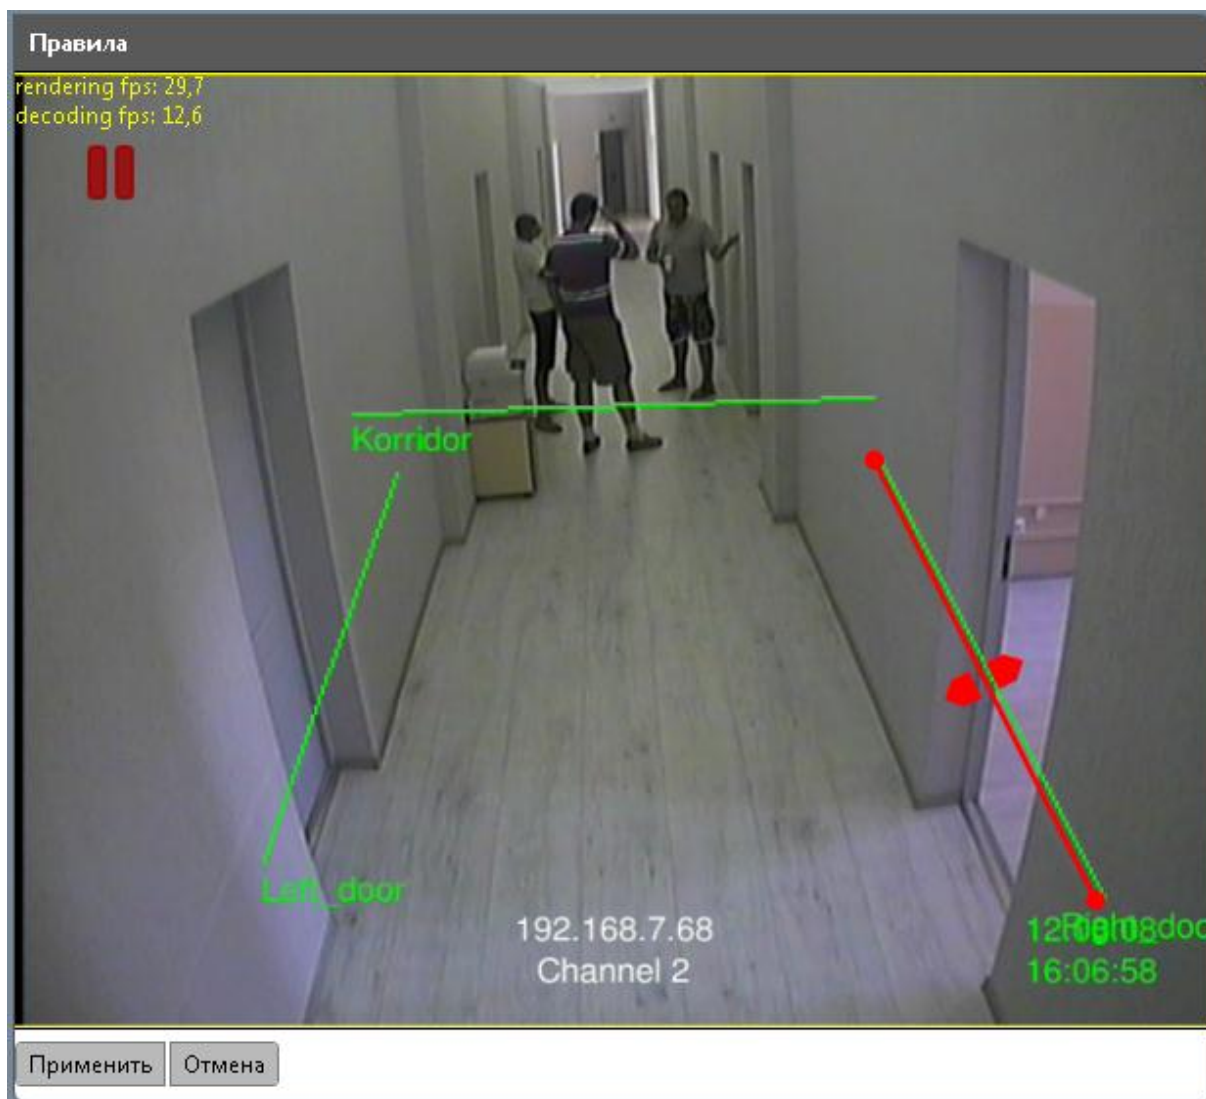 Правила
rendering fps: 29,7
decoding fps: 12,6
Korridor
Left_door
192.168.7.68
Channel 2
Right_doo
16:06:58
Применить
Отмена